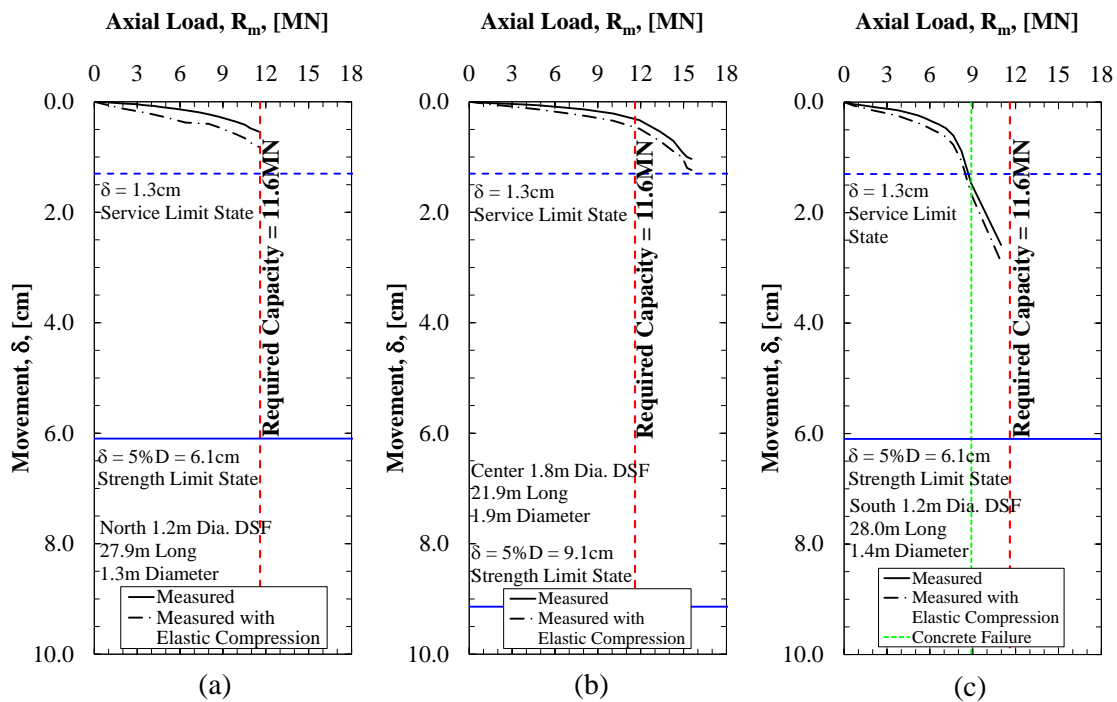 Axial Load, Rm, [MN]
0 3 6 9 12 15 18
0.0
2.0
4.0
6.0
8.0
10.0
Movement, δ, [cm]
δ = 1.3cm
Service Limit State
Required Capacity = 11.6MN
δ = 5%D = 6.1cm
Strength Limit State
North 1.2m Dia. DSF
27.9m Long
1.3m Diameter
Measured
Measured with
Elastic Compression
(a)
Axial Load, Rm, [MN]
0 3 6 9 12 15 18
0.0
2.0
4.0
6.0
8.0
10.0
Movement, δ, [cm]
δ = 1.3cm
Service Limit State
Required Capacity = 11.6MN
Center 1.8m Dia. DSF
21.9m Long
1.9m Diameter
δ = 5%D = 9.1cm
Strength Limit State
Measured
Measured with
Elastic Compression
(b)
Axial Load, Rm, [MN]
0 3 6 9 12 15 18
0.0
2.0
4.0
6.0
8.0
10.0
Movement, δ, [cm]
δ = 1.3cm
Service Limit
State
Required Capacity = 11.6MN
δ = 5%D = 6.1cm
Strength Limit State
South 1.2m Dia. DSF
28.0m Long
1.4m Diameter
Measured
Measured with
Elastic Compression
Concrete Failure
(c)